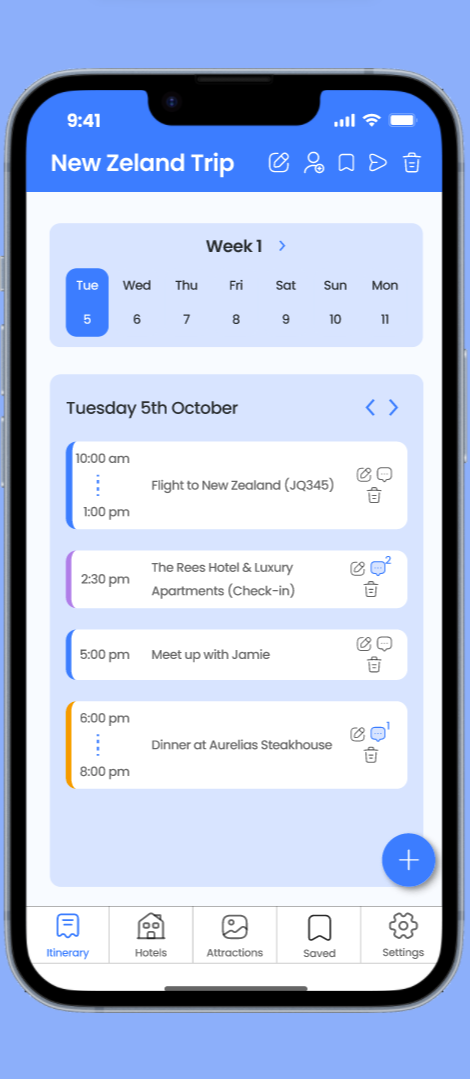 9:41
New Zeland Trip
Week 1
Tue Wed Thu Fri Sat Sun Mon
5 6 7 8 9 10 11
Tuesday 5th October
10:00 am
Flight to New Zealand (JQ345)
1:00 pm
2:30 pm
The Rees Hotel & Luxury
Apartments (Check-in)
2
5:00 pm
Meet up with Jamie
6:00 pm
Dinner at Aurelias Steakhouse
1
8:00 pm
Itinerary Hotels Attractions Saved Settings